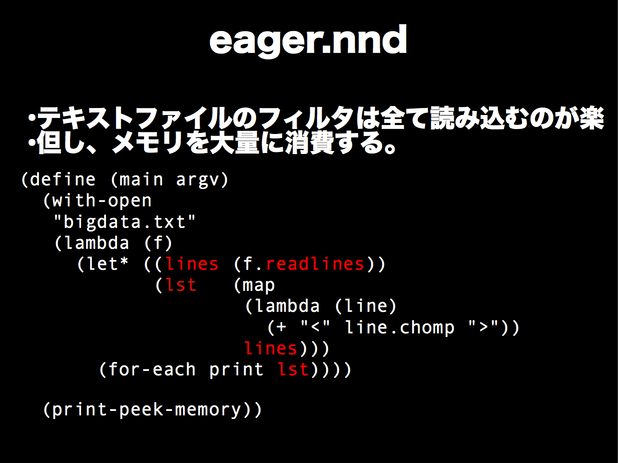 eager.nnd
•テキストファイルのフィルタは全て読み込むのが楽
•但し、メモリを大量に消費する。
(define (main argv)
  (with-open
   "bigdata.txt"
   (lambda (f)
     (let* ((lines (f.readlines))
            (lst   (map
                    (lambda (line)
                      (+ "<" line.chomp ">"))
                    lines)))
       (for-each print lst))))
  (print-peek-memory))